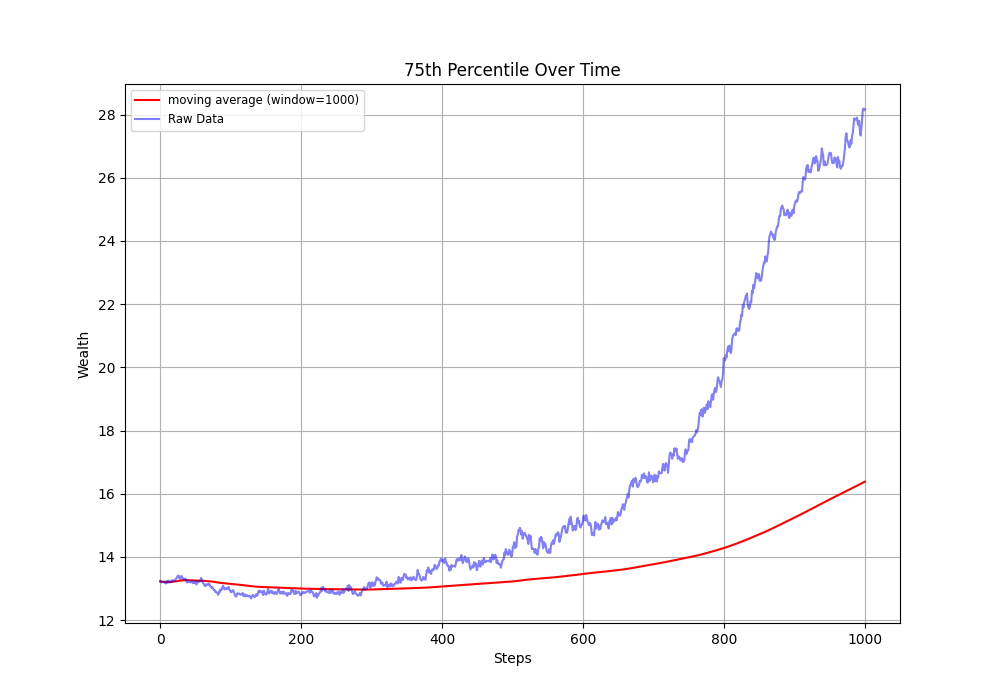 75th Percentile Over Time
moving average (window=1000)
Raw Data
28
26
24
22
20
18
16
14
12
Wealth
0 200 400 600 800 1000
Steps